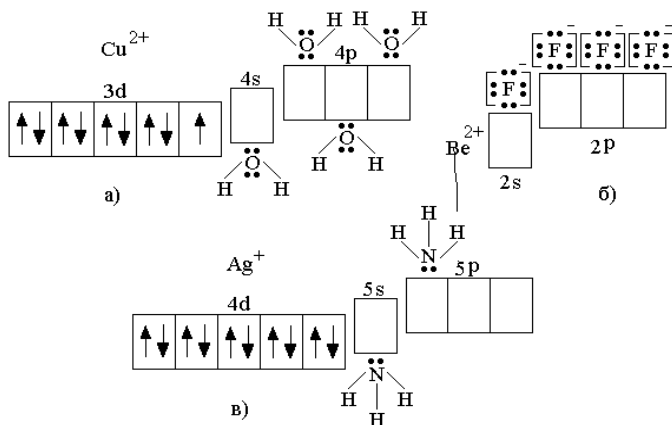 Cu2+
3d
4s
4p
H O H
H O H
H O H
а)
Be2+
2s
2p
F−
F− F− F−
б)
Ag+
4d
5s
5p
H
H N H
H N H
H
в)